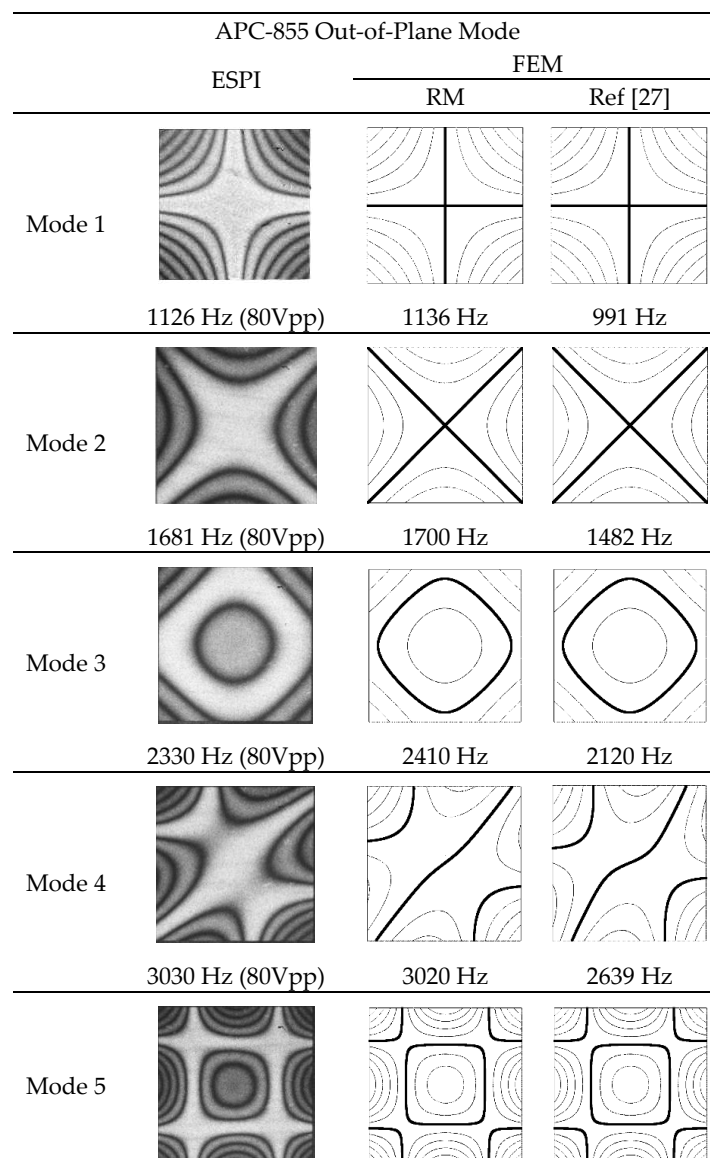 APC-855 Out-of-Plane Mode
ESPI
FEM
RM Ref [27]
Mode 1
1126 Hz (80Vpp) 1136 Hz 991 Hz
Mode 2
1681 Hz (80Vpp) 1700 Hz 1482 Hz
Mode 3
2330 Hz (80Vpp) 2410 Hz 2120 Hz
Mode 4
3030 Hz (80Vpp) 3020 Hz 2639 Hz
Mode 5